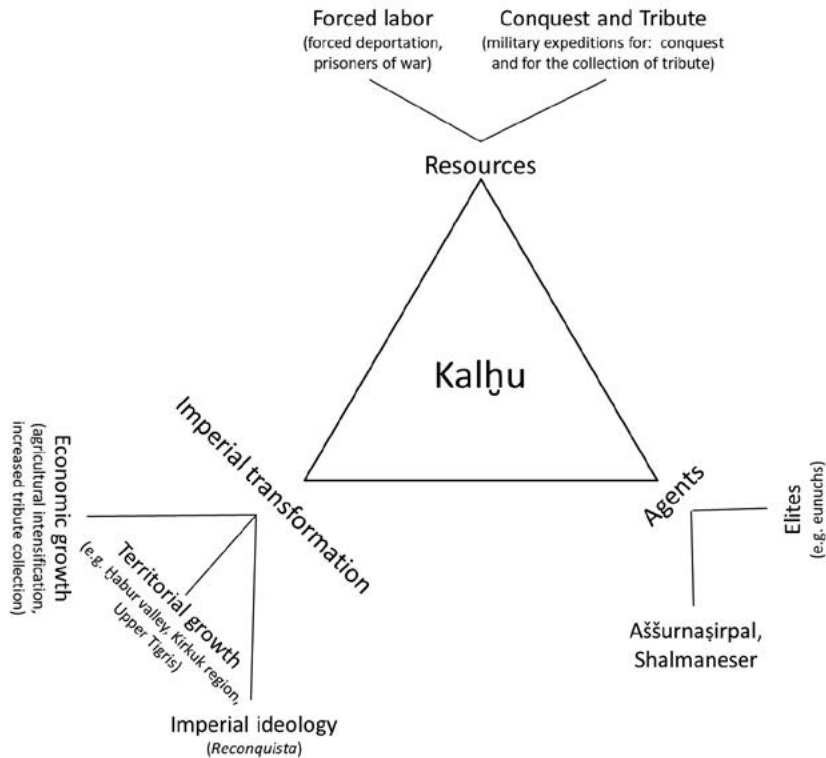 Forced labor
(forced deportation,
prisoners of war)
Conquest and Tribute
(military expeditions for: conquest
and for the collection of tribute)
Resources
Kalḫu
Imperial transformation
Economic growth
(agricultural intensification,
increased tribute collection)
Territorial growth
(e.g. Ḫabur valley, Kirkuk region,
Upper Tigris)
Imperial ideology
(Reconquista)
Agents
Elites
(e.g. eunuchs)
Aššurnaṣirpal,
Shalmaneser